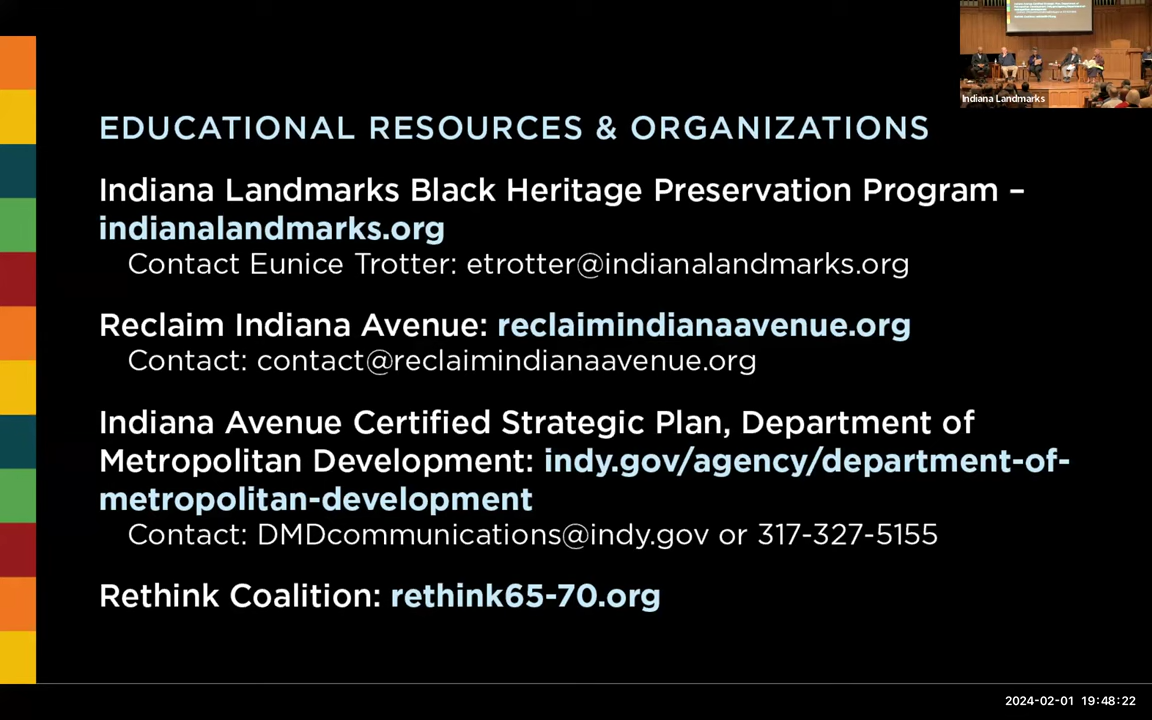 Indiana Landmarks
EDUCATIONAL RESOURCES & ORGANIZATIONS
Indiana Landmarks Black Heritage Preservation Program –
indianalandmarks.org
Contact Eunice Trotter: etrotter@indianalandmarks.org
Reclaim Indiana Avenue: reclaimindianaavenue.org
Contact: contact@reclaimindianaavenue.org
Indiana Avenue Certified Strategic Plan, Department of
Metropolitan Development: indy.gov/agency/department-of-
metropolitan-development
Contact: DMDcommunications@indy.gov or 317-327-5155
Rethink Coalition: rethink65-70.org
2024-02-01 19:48:22